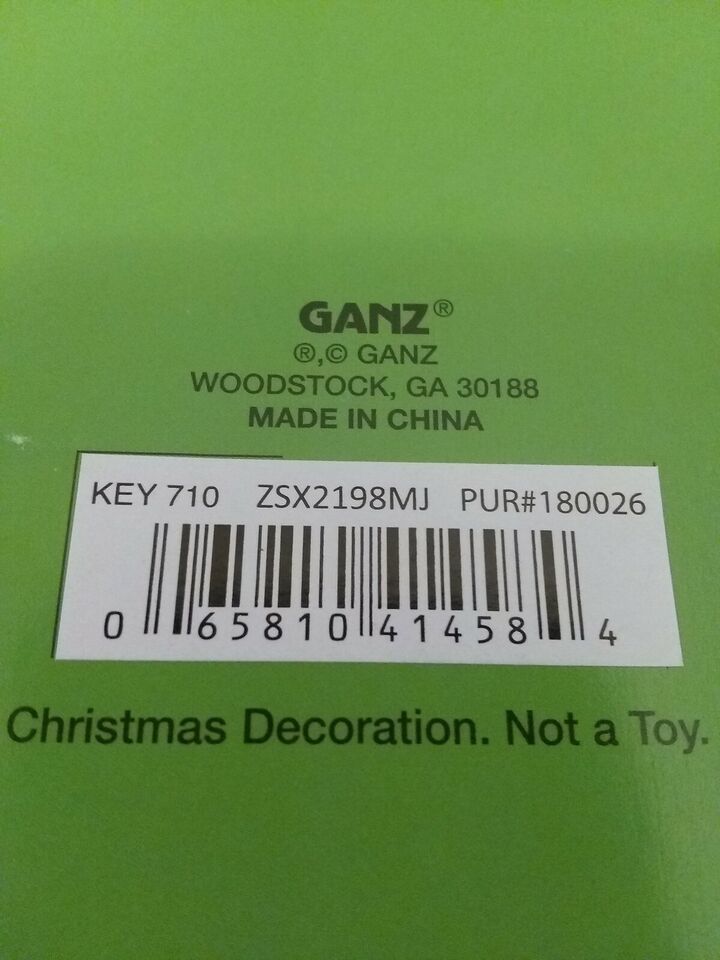 GANZ®
®,© GANZ
WOODSTOCK, GA 30188
MADE IN CHINA
KEY 710 ZSX2198MJ PUR#180026
0 65810 41458 4
Christmas Decoration. Not a Toy.